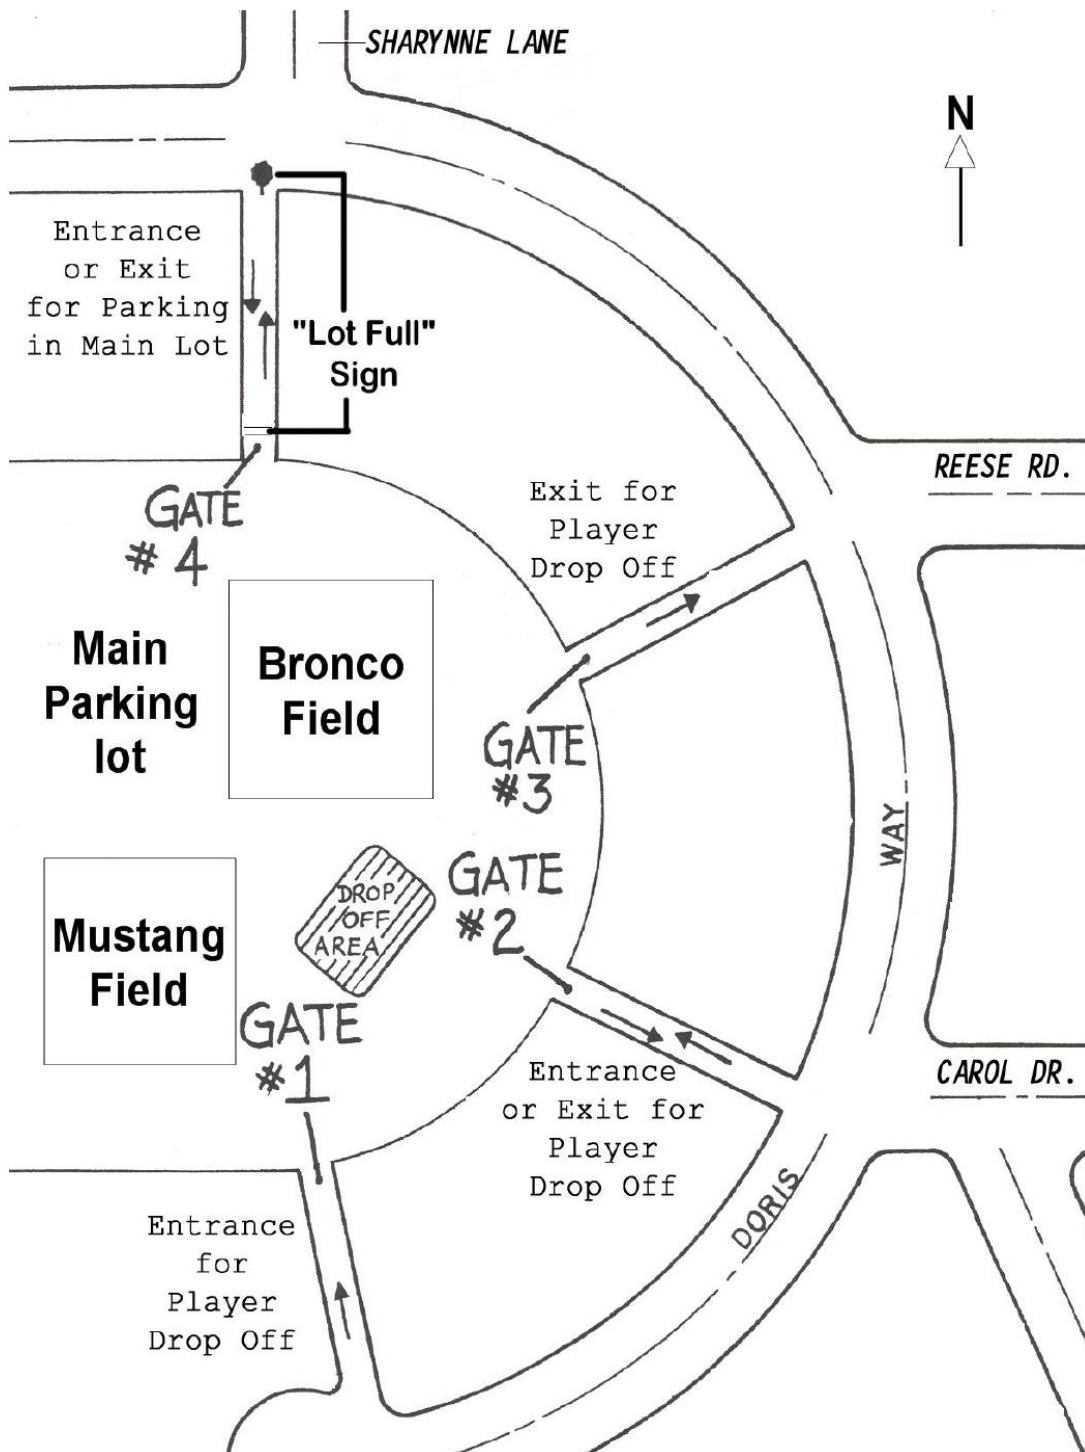 SHARYNNE LANE
N
Entrance
or Exit
for Parking
in Main Lot
"Lot Full"
Sign
REESE RD.
GATE
# 4
Exit for
Player
Drop Off
Main
Parking
lot
Bronco
Field
GATE
#3
WAY
Mustang
Field
DROP
OFF
AREA
GATE
#2
GATE
#1
Entrance
or Exit for
Player
Drop Off
CAROL DR.
DORIS
Entrance
for
Player
Drop Off